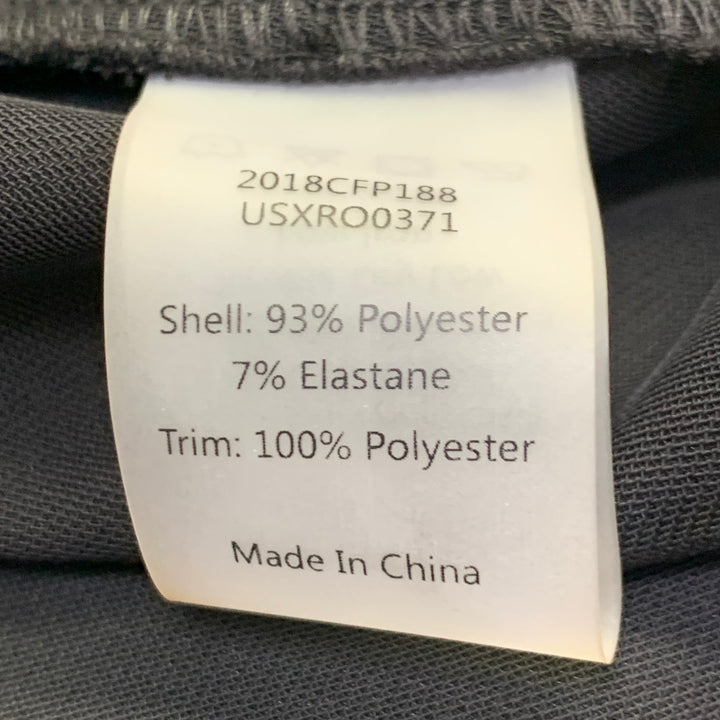 2018CFP188
USXRO0371
Shell: 93% Polyester
7% Elastane
Trim: 100% Polyester
Made In China